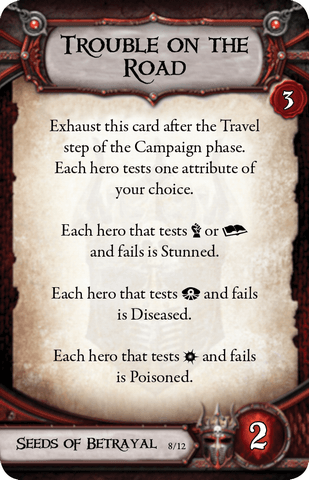 Trouble on the
Road
3
Exhaust this card after the Travel
step of the Campaign phase.
Each hero tests one attribute of
your choice.
Each hero that tests or
and fails is Stunned.
Each hero that tests and fails
is Diseased.
Each hero that tests and fails
is Poisoned.
Seeds of Betrayal 8/12
2